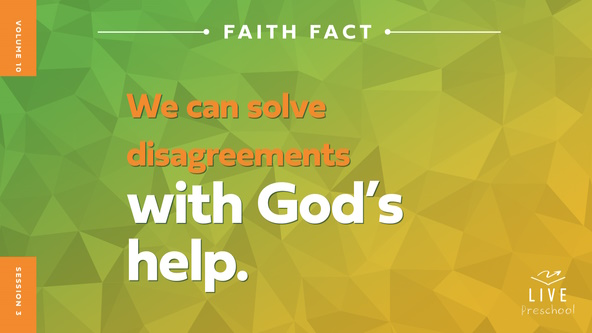 VOLUME 10
FAITH FACT
We can solve
disagreements
with God's
help.
SESSION 3
LIVE
Preschool